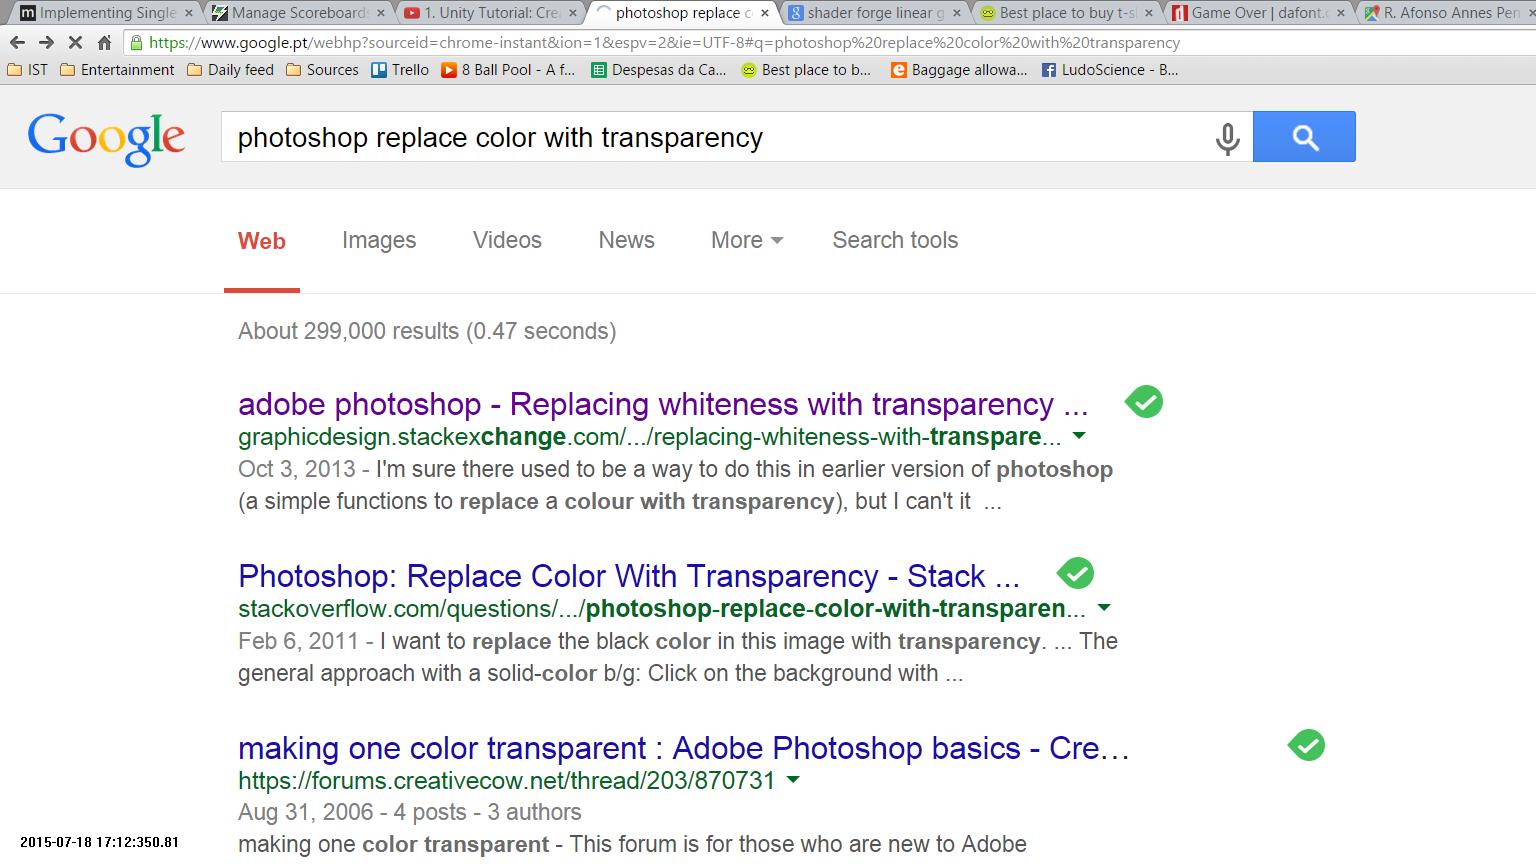 Implementing Single
Manage Scoreboards
1. Unity Tutorial: Cre
photoshop replace c
shader forge linear g
Best place to buy t-s
Game Over | dafont.c
R. Afonso Annes Pen
https://www.google.pt/webhp?sourceid=chrome-instant&ion=1&espv=2&ie=UTF-8#q=photoshop%20replace%20color%20with%20transparency
IST Entertainment Daily feed Sources Trello 8 Ball Pool - A f... Despesas da Ca... Best place to b... Baggage allowa... LudoScience - B...
Google
photoshop replace color with transparency
Web Images Videos News More Search tools
About 299,000 results (0.47 seconds)
adobe photoshop - Replacing whiteness with transparency ...
graphicdesign.stackexchange.com/.../replacing-whiteness-with-transpare...
Oct 3, 2013 - I'm sure there used to be a way to do this in earlier version of photoshop
(a simple functions to replace a colour with transparency), but I can't it ...
Photoshop: Replace Color With Transparency - Stack ...
stackoverflow.com/questions/.../photoshop-replace-color-with-transparen...
Feb 6, 2011 - I want to replace the black color in this image with transparency. ... The
general approach with a solid-color b/g: Click on the background with ...
making one color transparent : Adobe Photoshop basics - Cre...
https://forums.creativecow.net/thread/203/870731
Aug 31, 2006 - 4 posts - 3 authors
making one color transparent - This forum is for those who are new to Adobe
2015-07-18 17:12:350.81